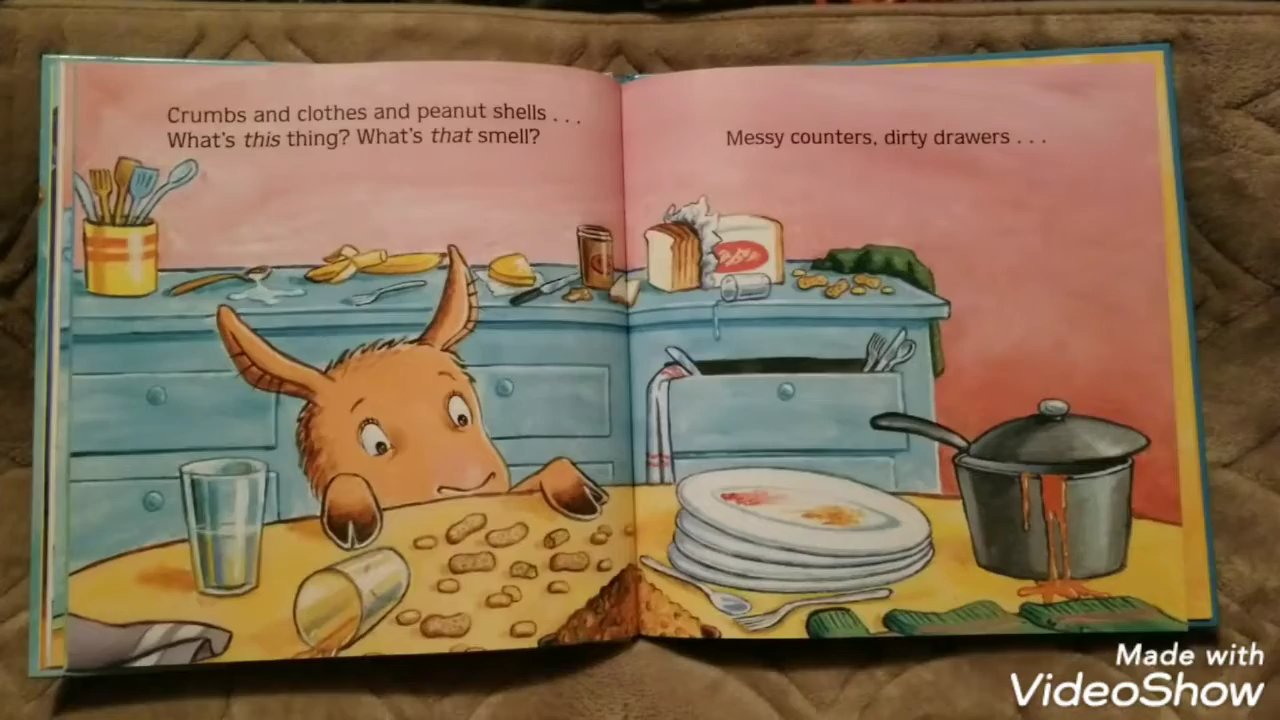 Crumbs and clothes and peanut shells . . .
What's this thing? What's that smell?
Messy counters, dirty drawers . . .
Made with
VideoShow